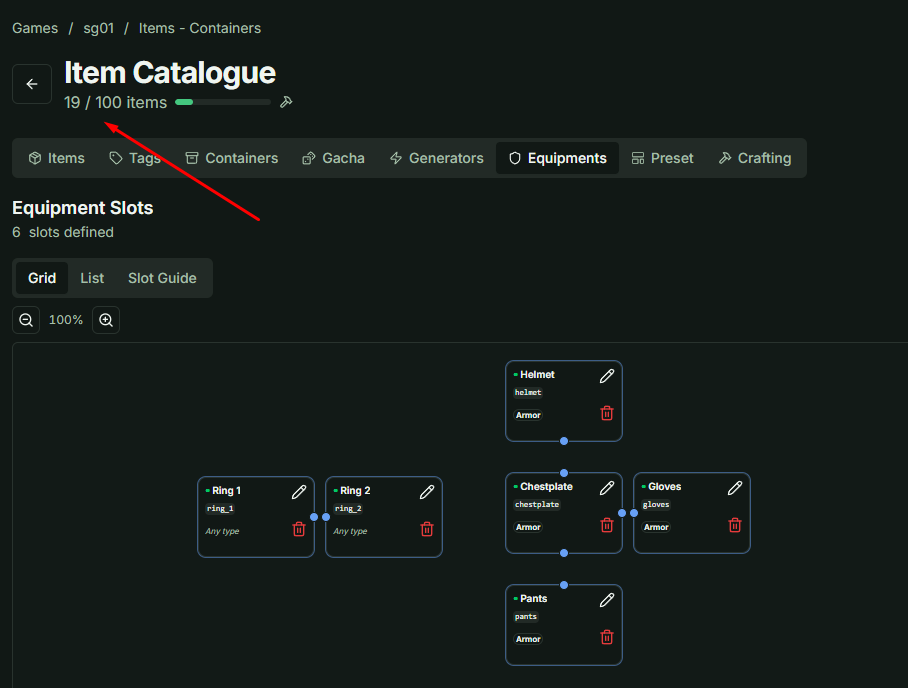 Games / sg01 / Items - Containers
Item Catalogue
19 / 100 items
Items Tags Containers Gacha Generators Equipments Preset Crafting
Equipment Slots
6 slots defined
Grid List Slot Guide
100%
Helmet
helmet
Armor
Ring 1
ring_1
Any type
Ring 2
ring_2
Any type
Chestplate
chestplate
Armor
Gloves
gloves
Armor
Pants
pants
Armor